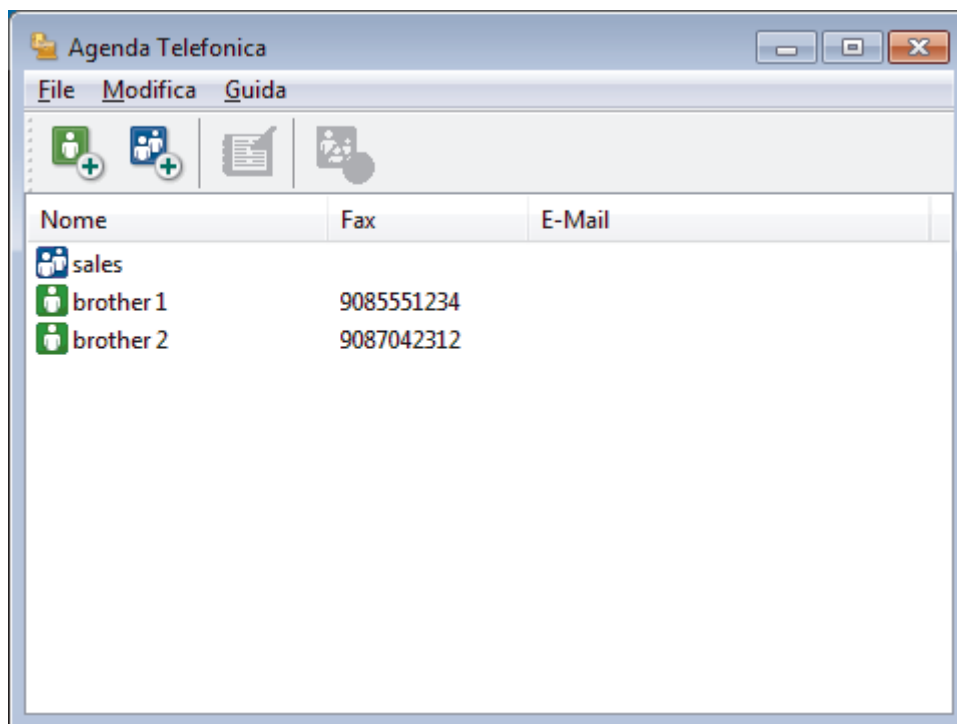 Agenda Telefonica
File Modifica Guida
Nome Fax E-Mail
sales
brother 1 9085551234
brother 2 9087042312